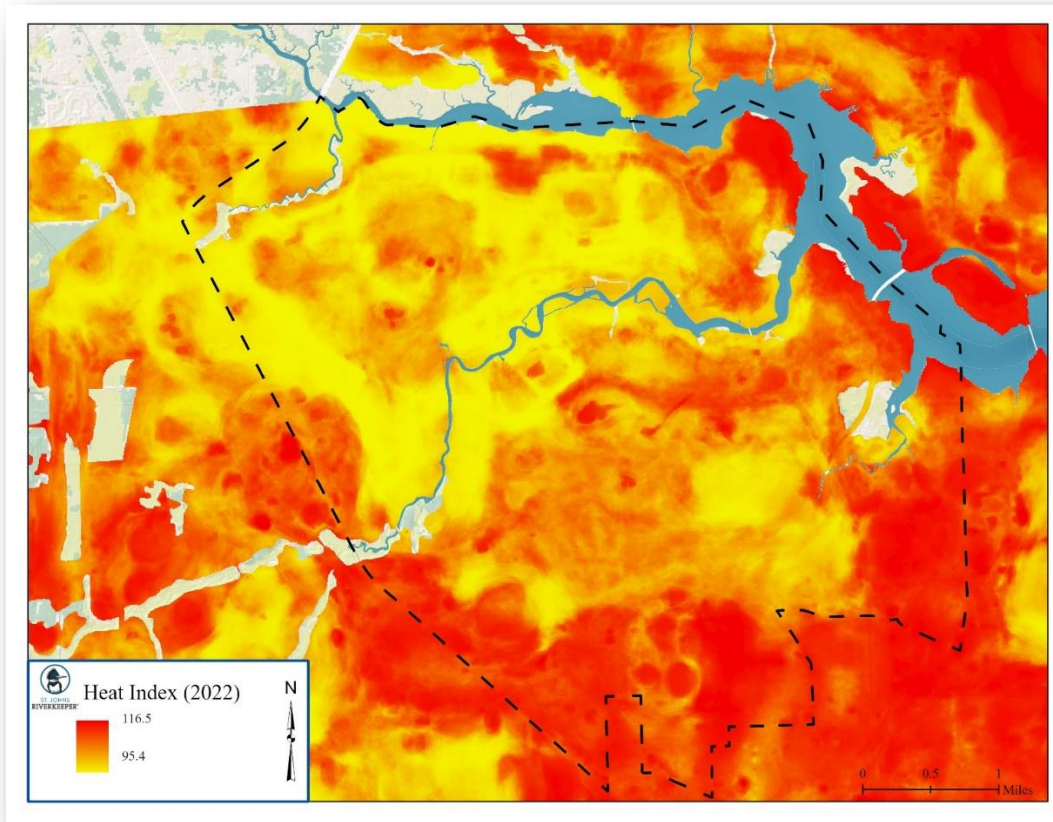 ST. JOHNS
RIVERKEEPER®
Heat Index (2022)
N
116.5
95.4
0 0.5 1
Miles